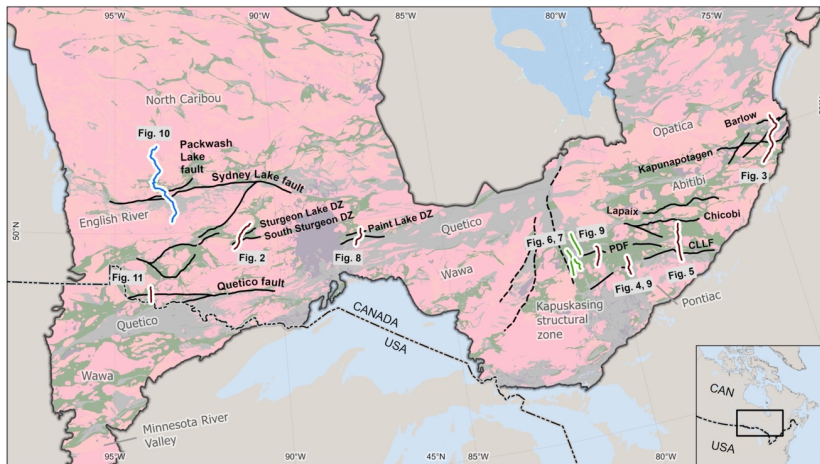 95°W
90°W
85°W
80°W
75°W
North Caribou
Fig. 10
Packwash
Lake
fault
Sydney Lake fault
English River
Sturgeon Lake DZ
South Sturgeon DZ
Paint Lake DZ
50°N
Fig. 2
Fig. 8
Fig. 11
Quetico fault
Quetico
Wawa
Minnesota River
Valley
Quetico
Wawa
CANADA
USA
Opatica
Barlow
Kapunapotagen
Abitibi
Fig. 3
Lapaix
Chicobi
Fig. 6, 7
Fig. 9
PDF
CLLF
Fig. 4, 9
Fig. 5
Pontiac
Kapuskasing
structural
zone
CAN
USA
95°W
90°W
85°W
80°W